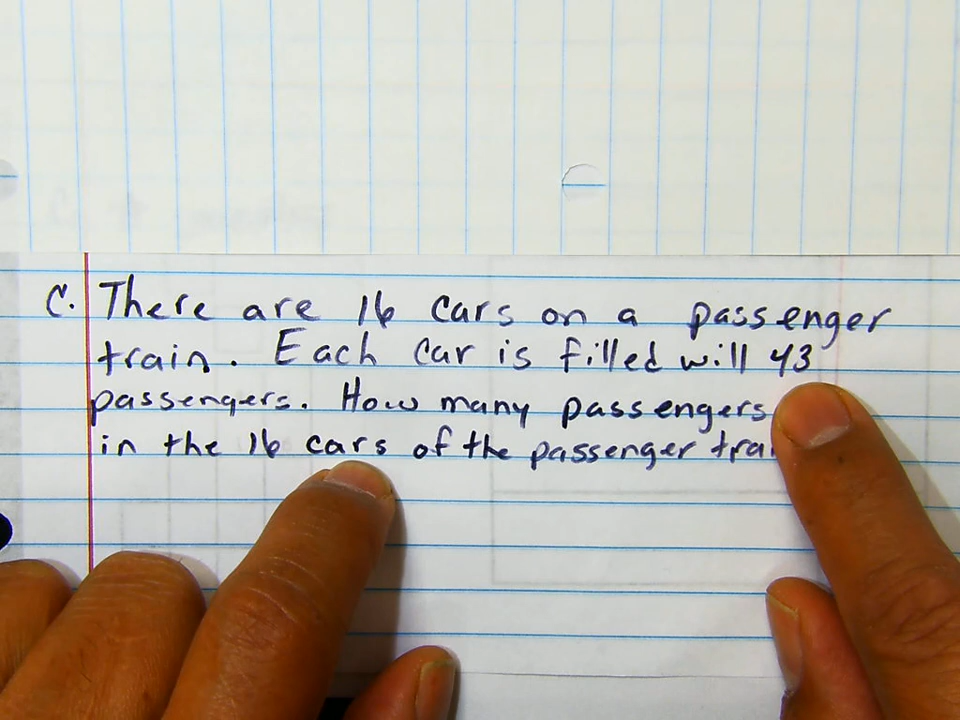 C. There are 16 cars on a passenger
train. Each car is filled will 43
passengers. How many passengers
in the 16 cars of the passenger